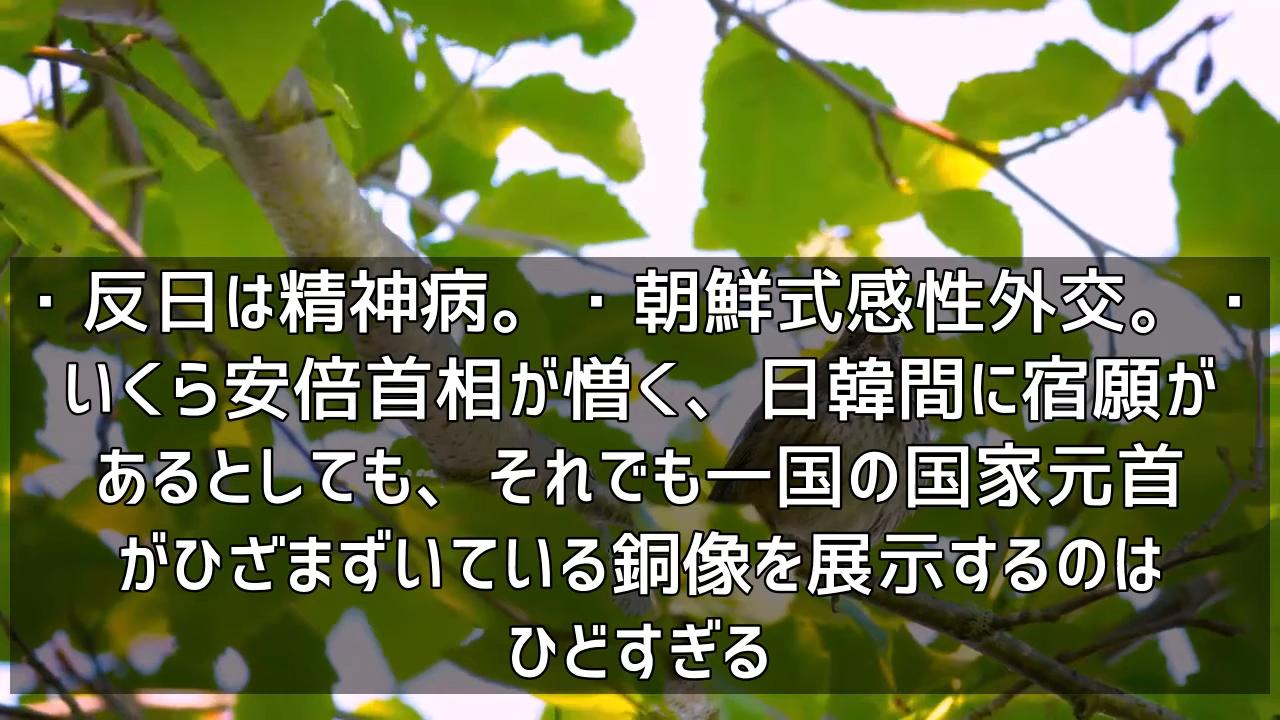 ・反日は精神病。 ・朝鮮式感性外交。 ・
いくら安倍首相が憎く、日韓間に宿願が
あるとしても、それでも一国の国家元首
がひざまずいている銅像を展示するのは
ひどすぎる